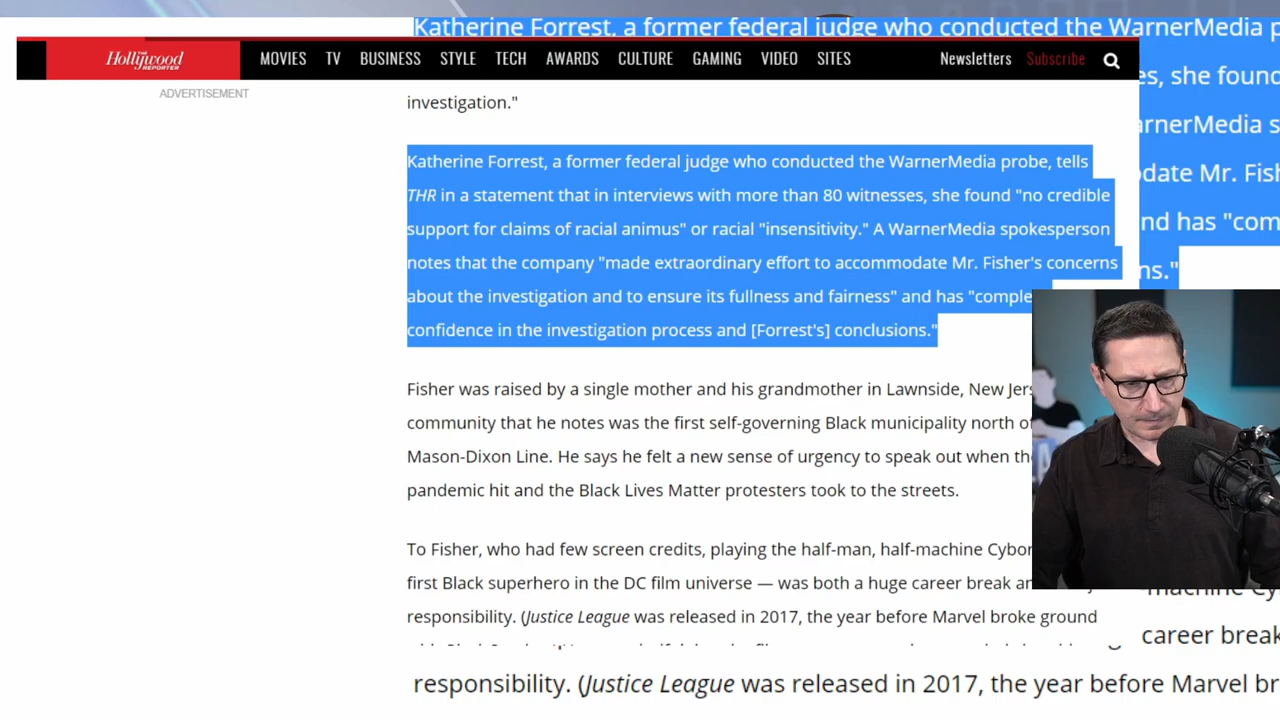 Katherine Forrest, a former federal judge who conducted the WarnerMedia p
THE
Hollywood
REPORTER
MOVIES TV BUSINESS STYLE TECH AWARDS CULTURE GAMING VIDEO SITES
Newsletters Subscribe
ADVERTISEMENT
investigation."
Katherine Forrest, a former federal judge who conducted the WarnerMedia probe, tells
THR in a statement that in interviews with more than 80 witnesses, she found "no credible
support for claims of racial animus" or racial "insensitivity." A WarnerMedia spokesperson
notes that the company "made extraordinary effort to accommodate Mr. Fisher's concerns
about the investigation and to ensure its fullness and fairness" and has "comple
confidence in the investigation process and [Forrest's] conclusions."
Fisher was raised by a single mother and his grandmother in Lawnside, New Jers
community that he notes was the first self-governing Black municipality north o
Mason-Dixon Line. He says he felt a new sense of urgency to speak out when th
pandemic hit and the Black Lives Matter protesters took to the streets.
To Fisher, who had few screen credits, playing the half-man, half-machine Cybor
first Black superhero in the DC film universe — was both a huge career break an
responsibility. (Justice League was released in 2017, the year before Marvel broke ground
es, she found
arnerMedia s
date Mr. Fish
nd has "com
ns."
machine Cy
career break
responsibility. (Justice League was released in 2017, the year before Marvel br